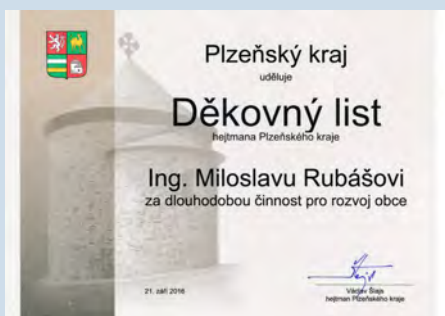 Plzeňský kraj
uděluje
Děkovný list
hejtmana Plzeňského kraje
Ing. Miloslavu Rubášovi
za dlouhodobou činnost pro rozvoj obce
21. září 2016
Václav Šlajs
hejtman Plzeňského kraje